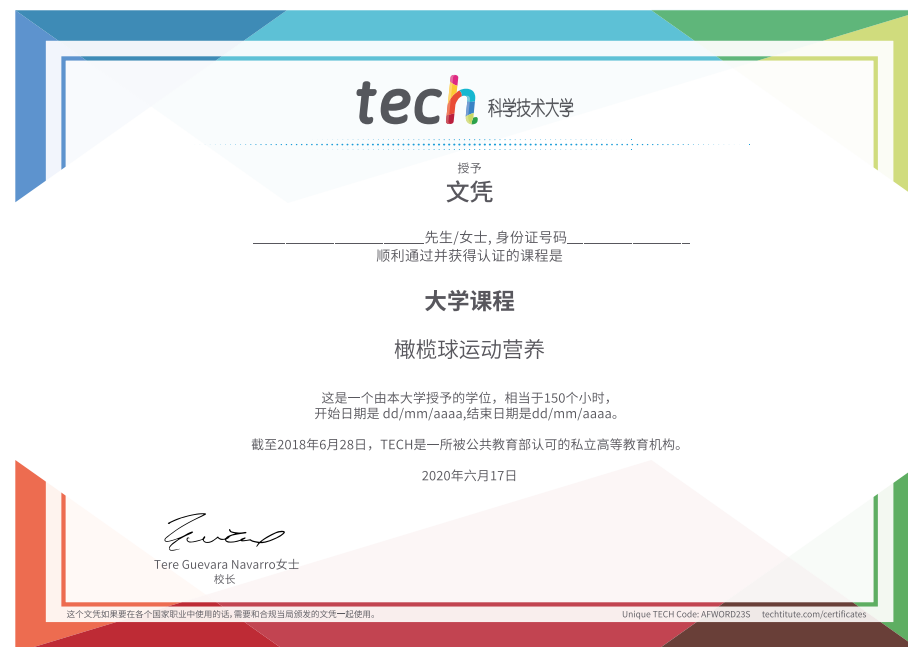 tech 科学技术大学
授予
文凭
______________________先生/女士, 身份证号码________________
顺利通过并获得认证的课程是
大学课程
橄榄球运动营养
这是一个由本大学授予的学位，相当于150个小时，
开始日期是 dd/mm/aaaa,结束日期是dd/mm/aaaa。
截至2018年6月28日，TECH是一所被公共教育部认可的私立高等教育机构。
2020年六月17日
Tere Guevara Navarro女士
校长
这个文凭如果要在各个国家职业中使用的话,需要和合规当局颁发的文凭一起使用。
Unique TECH Code: AFWORD23S techtitute.com/certificates